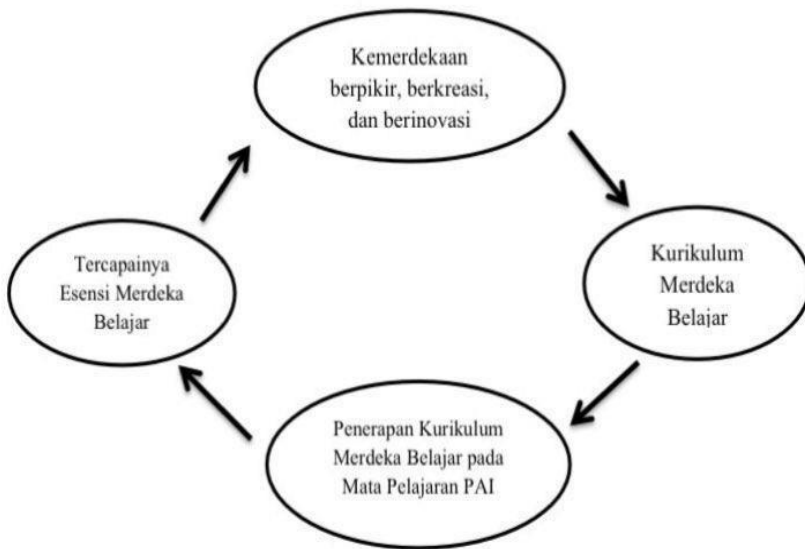 Kemerdekaan
berpikir, berkreasi,
dan berinovasi
Tercapainya
Esensi Merdeka
Belajar
Kurikulum
Merdeka
Belajar
Penerapan Kurikulum
Merdeka Belajar pada
Mata Pelajaran PAI